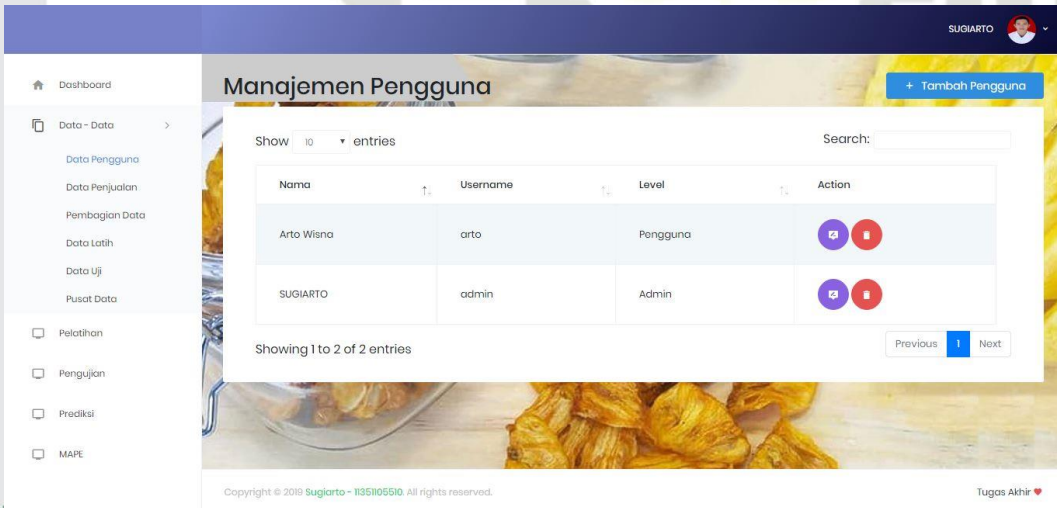 SUGIARTO
Dashboard
Data - Data
Data Pengguna
Data Penjualan
Pembagian Data
Data Latih
Data Uji
Pusat Data
Pelatihan
Pengujian
Prediksi
MAPE
Manajemen Pengguna
+ Tambah Pengguna
Show 10 entries
Search:
Nama Username Level Action
Arto Wisna arto Pengguna
SUGIARTO admin Admin
Showing 1 to 2 of 2 entries
Previous 1 Next
Copyright © 2019 Sugiarto - 11351105510. All rights reserved.
Tugas Akhir